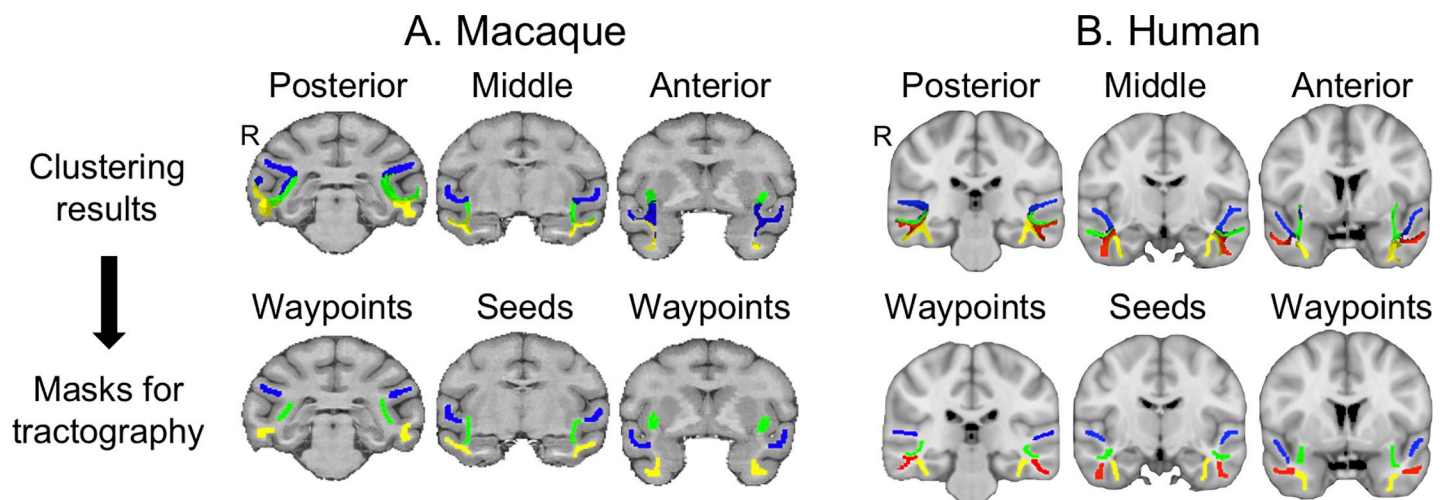 A. Macaque
B. Human
Posterior Middle Anterior
Posterior Middle Anterior
R
R
Clustering
results
Waypoints Seeds Waypoints
Waypoints Seeds Waypoints
Masks for
tractography